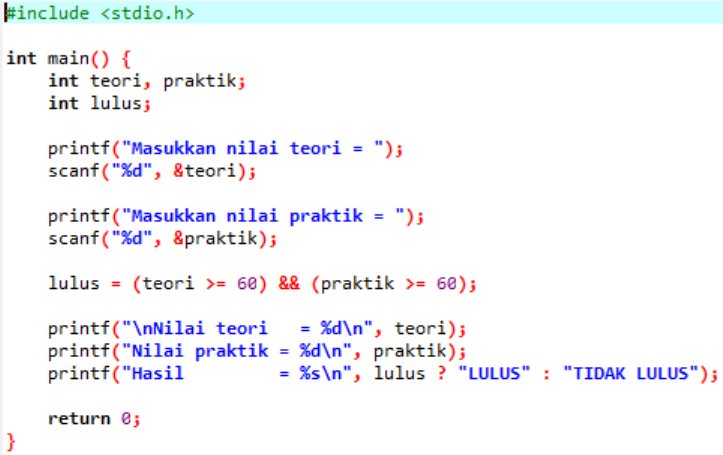 #include <stdio.h>
int main() {
    int teori, praktik;
    int lulus;
    printf("Masukkan nilai teori = ");
    scanf("%d", &teori);
    printf("Masukkan nilai praktik = ");
    scanf("%d", &praktik);
    lulus = (teori >= 60) && (praktik >= 60);
    printf("\nNilai teori   = %d\n", teori);
    printf("Nilai praktik = %d\n", praktik);
    printf("Hasil         = %s\n", lulus ? "LULUS" : "TIDAK LULUS");
    return 0;
}